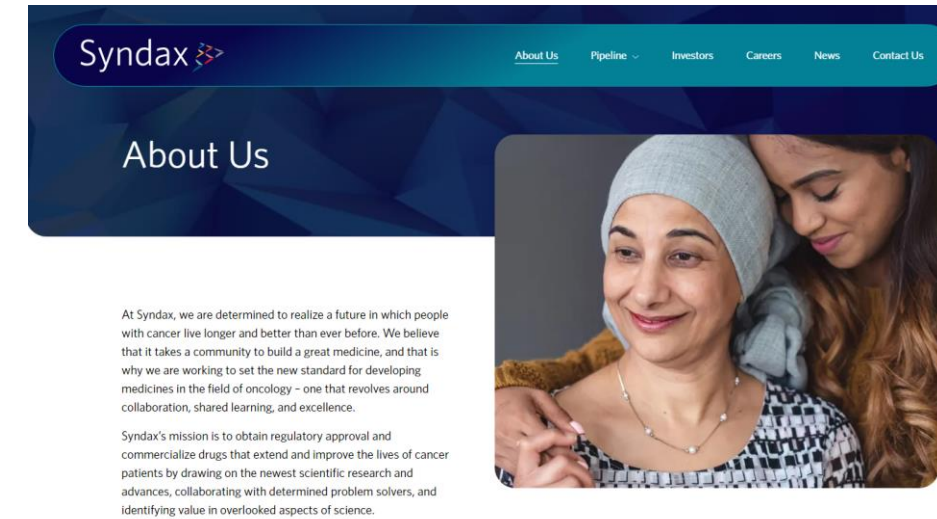 Syndax
About Us Pipeline Investors Careers News Contact Us
About Us
At Syndax, we are determined to realize a future in which people
with cancer live longer and better than ever before. We believe
that it takes a community to build a great medicine, and that is
why we are working to set the new standard for developing
medicines in the field of oncology – one that revolves around
collaboration, shared learning, and excellence.
Syndax's mission is to obtain regulatory approval and
commercialize drugs that extend and improve the lives of cancer
patients by drawing on the newest scientific research and
advances, collaborating with determined problem solvers, and
identifying value in overlooked aspects of science.